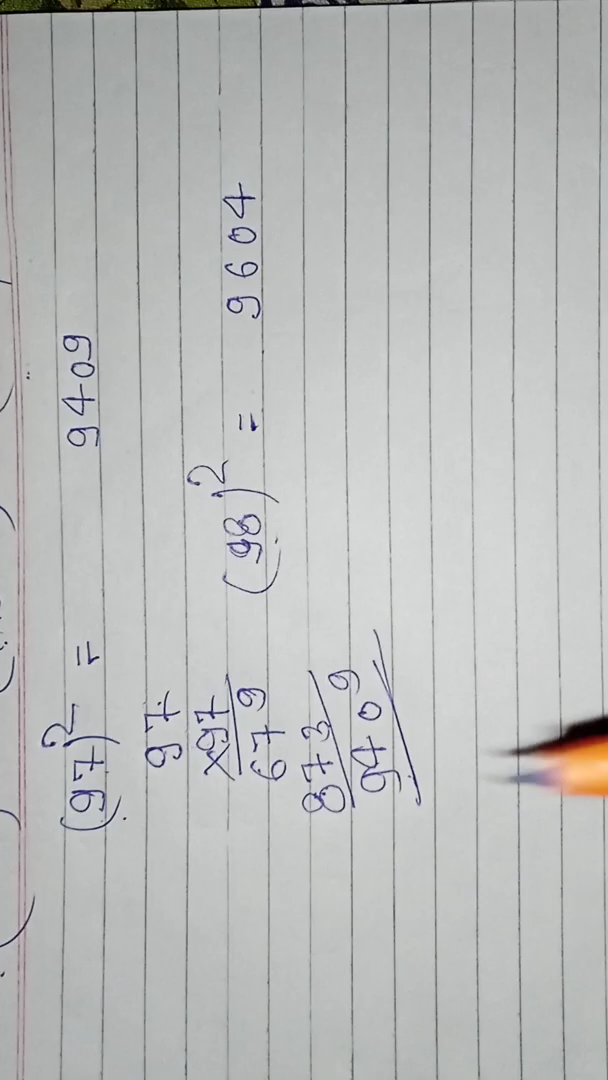 (97)² = 9409
97
×97
679
873
9409
(98)² = 9604